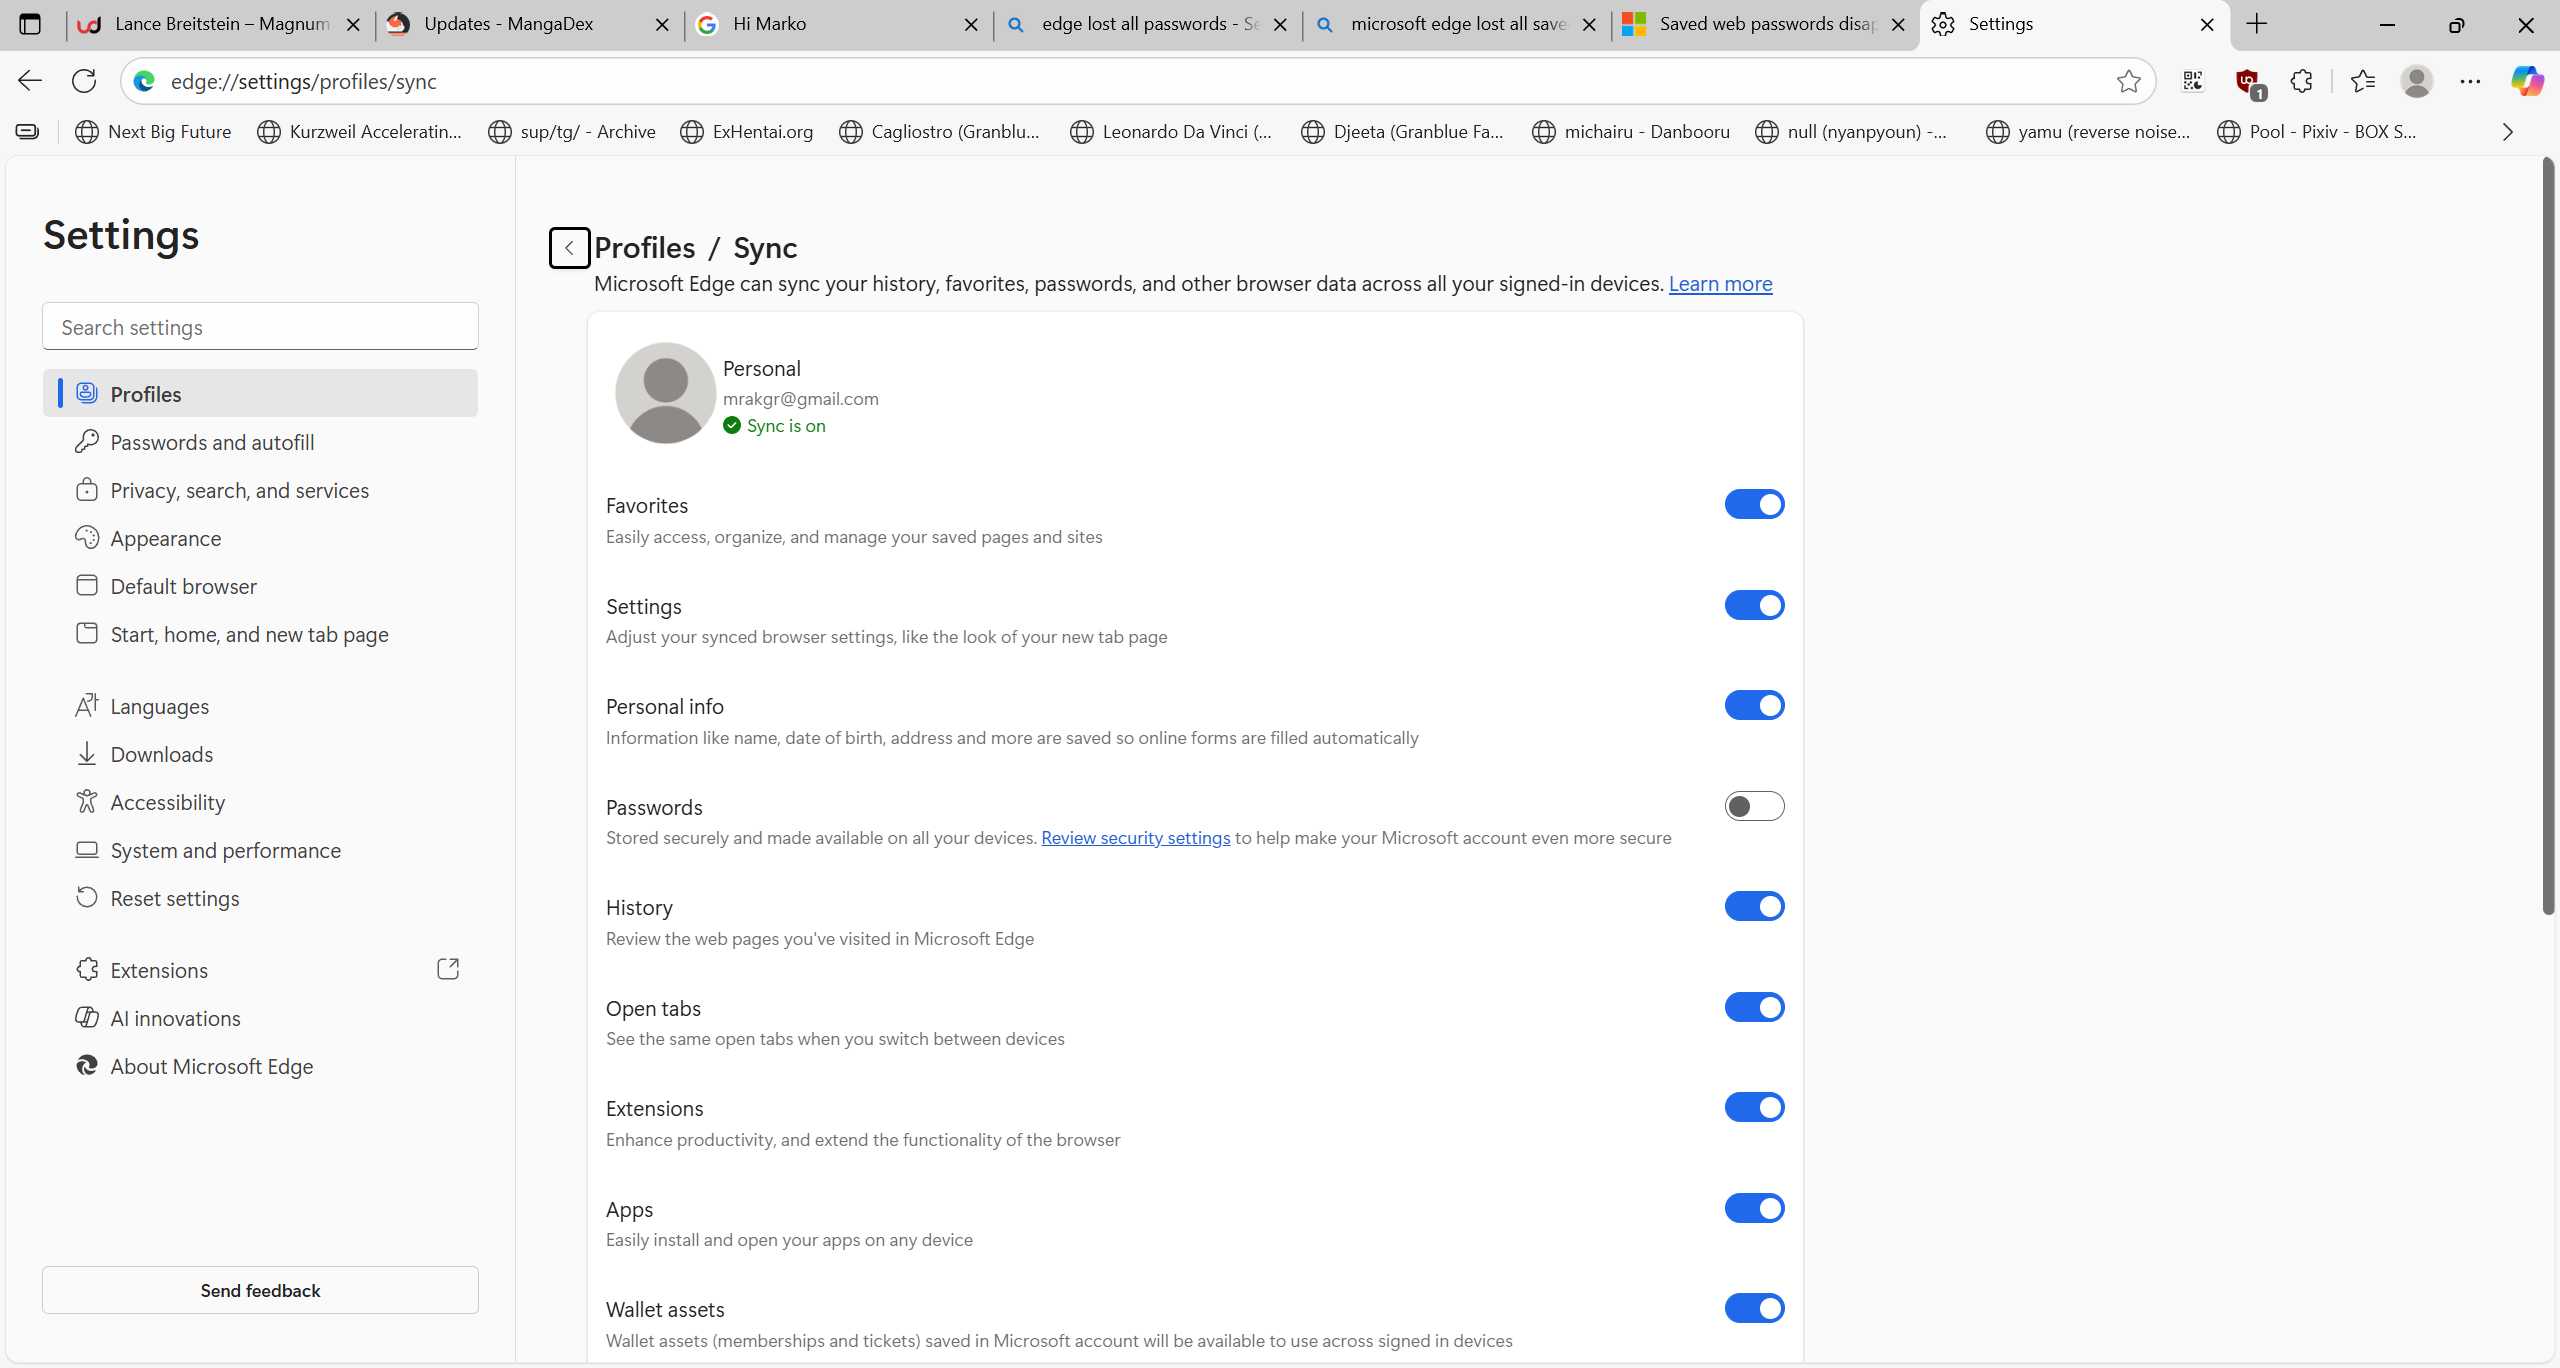 Lance Breitstein – Magnum
Updates - MangaDex
Hi Marko
edge lost all passwords - Se
microsoft edge lost all save
Saved web passwords disap
Settings
edge://settings/profiles/sync
1
Next Big Future
Kurzweil Acceleratin...
sup/tg/ - Archive
ExHentai.org
Cagliostro (Granblu...
Leonardo Da Vinci (...
Djeeta (Granblue Fa...
michairu - Danbooru
null (nyanpyoun) -...
yamu (reverse noise...
Pool - Pixiv - BOX S...
Settings
Search settings
Profiles
Passwords and autofill
Privacy, search, and services
Appearance
Default browser
Start, home, and new tab page
Languages
Downloads
Accessibility
System and performance
Reset settings
Extensions
AI innovations
About Microsoft Edge
Send feedback
Profiles / Sync
Microsoft Edge can sync your history, favorites, passwords, and other browser data across all your signed-in devices. Learn more
Personal
mrakgr@gmail.com
Sync is on
Favorites
Easily access, organize, and manage your saved pages and sites
Settings
Adjust your synced browser settings, like the look of your new tab page
Personal info
Information like name, date of birth, address and more are saved so online forms are filled automatically
Passwords
Stored securely and made available on all your devices. Review security settings to help make your Microsoft account even more secure
History
Review the web pages you've visited in Microsoft Edge
Open tabs
See the same open tabs when you switch between devices
Extensions
Enhance productivity, and extend the functionality of the browser
Apps
Easily install and open your apps on any device
Wallet assets
Wallet assets (memberships and tickets) saved in Microsoft account will be available to use across signed in devices